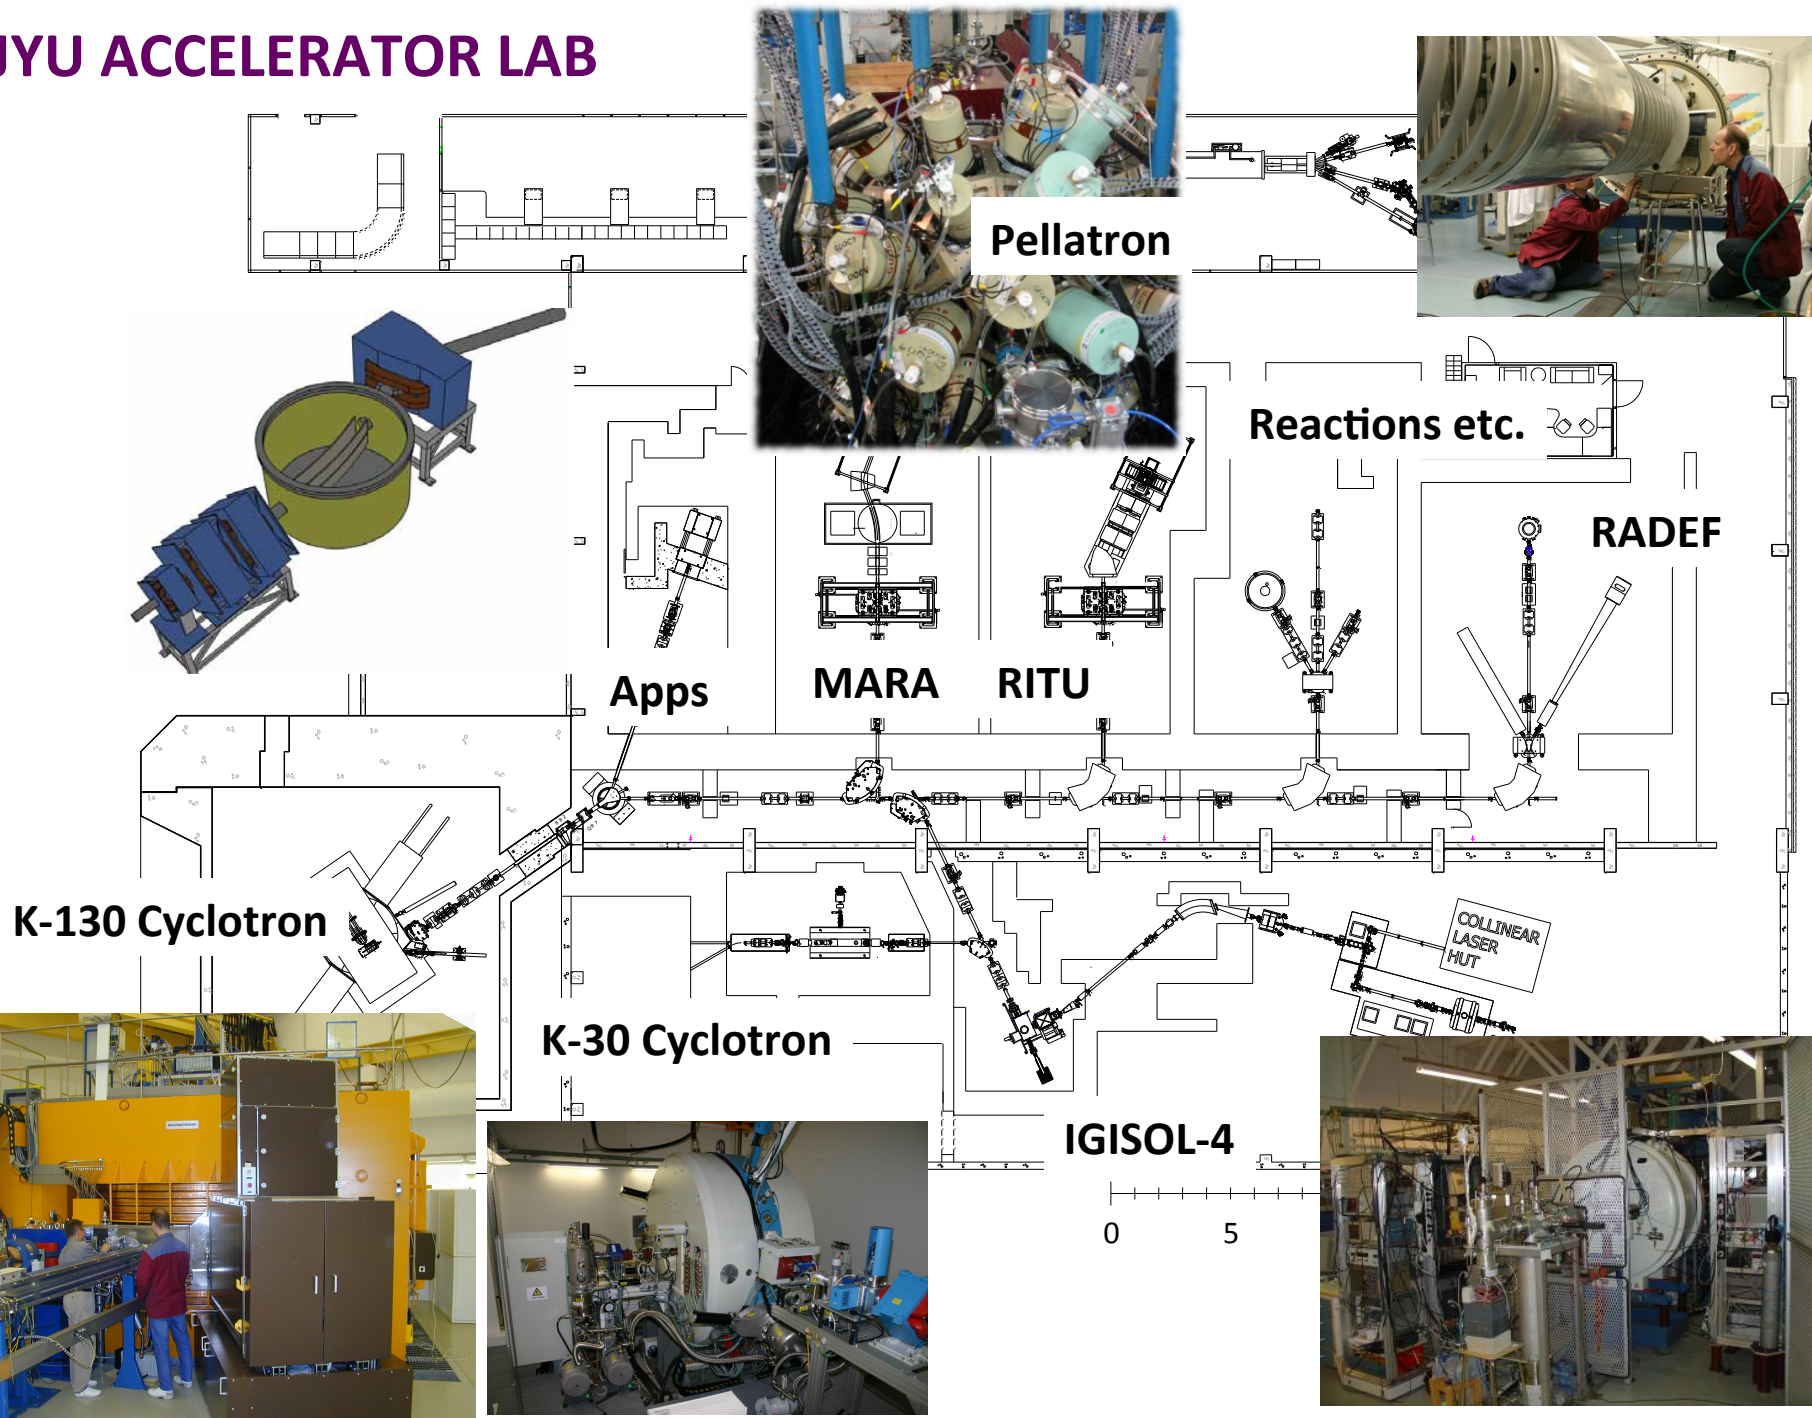 JYU ACCELERATOR LAB
Pellatron
Reactions etc.
RADEF
Apps
MARA
RITU
K-130 Cyclotron
COLLINEAR
LASER
HUT
K-30 Cyclotron
IGISOL-4
0 5